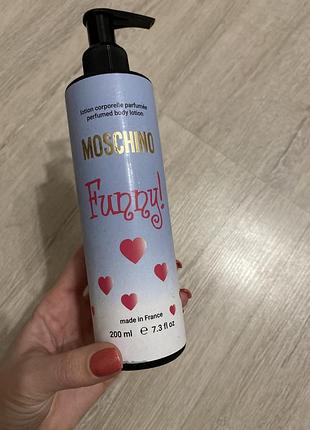 lotion corporelle parfumée
perfumed body lotion
MOSCHINO
Funny!
made in France
200 ml ℮ 7.3 fl oz